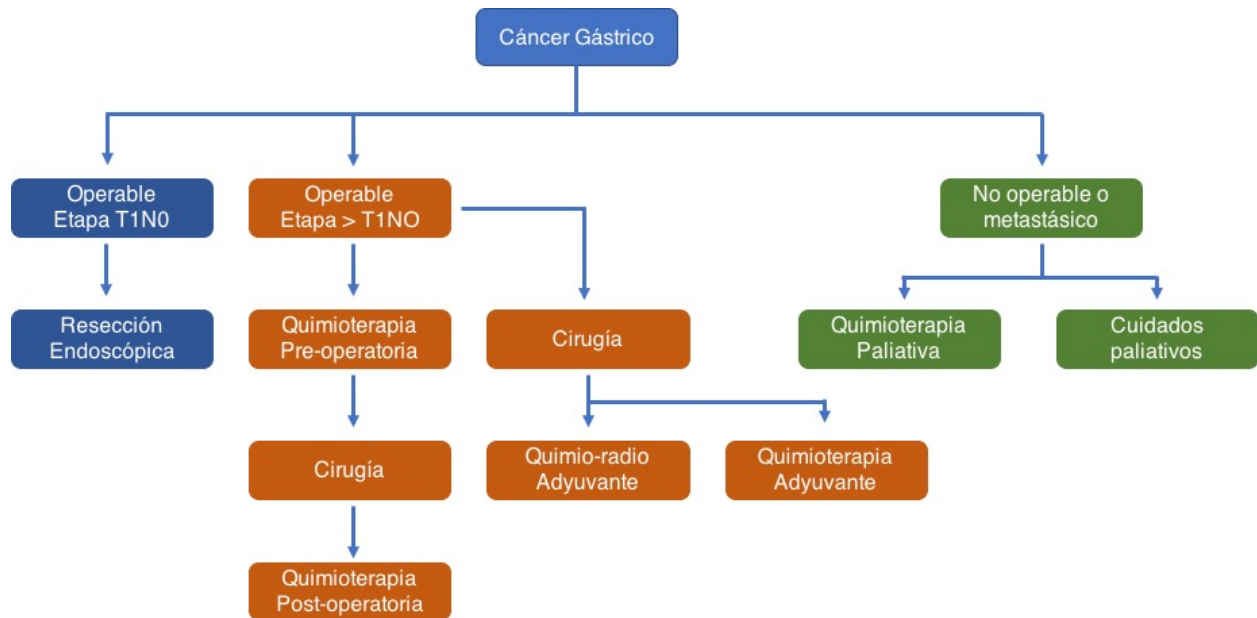 Cáncer Gástrico
Operable
Etapa T1N0
Operable
Etapa > T1NO
No operable o
metastásico
Resección
Endoscópica
Quimioterapia
Pre-operatoria
Cirugía
Quimioterapia
Paliativa
Cuidados
paliativos
Cirugía
Quimio-radio
Adyuvante
Quimioterapia
Adyuvante
Quimioterapia
Post-operatoria